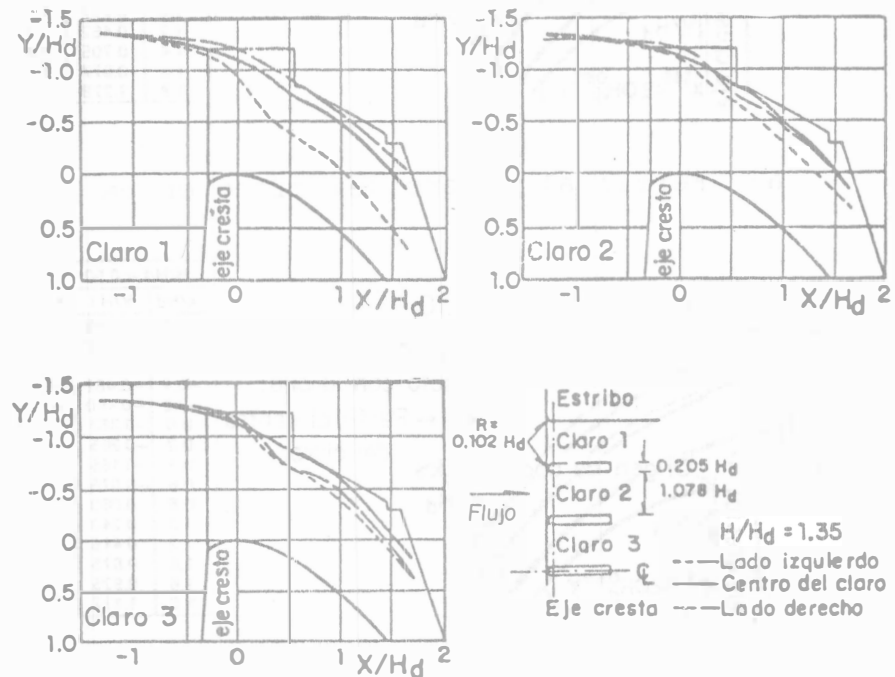 -1.5
Y/Hd
-1.0
-0.5
0
0.5
1.0
Claro 1
eje cresta
-1
0
1
2
X/Hd
-1.5
Y/Hd
-1.0
-0.5
0
0.5
1.0
Claro 2
eje cresta
-1
0
1
2
X/Hd
-1.5
Y/Hd
-1.0
-0.5
0
0.5
1.0
Claro 3
eje cresta
-1
0
1
2
X/Hd
Estribo
R=
0.102 Hd
Claro 1
0.205 Hd
Claro 2
1.078 Hd
Flujo
Claro 3
H/Hd = 1.35
Lado izquierdo
℄
Centro del claro
Eje cresta
Lado derecho